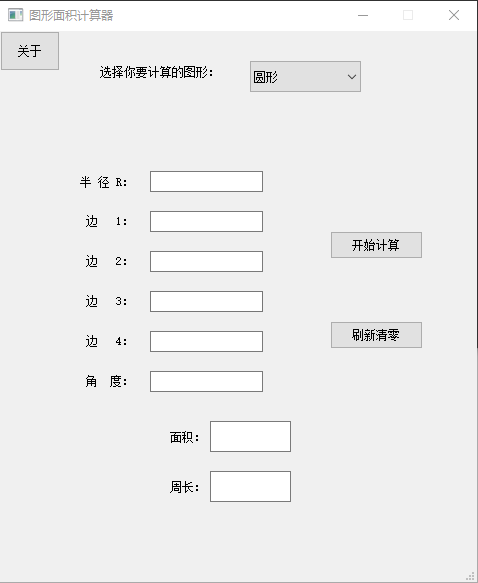 图形面积计算器
关于
选择你要计算的图形： 圆形
半 径 R：
边 1：
边 2：
开始计算
边 3：
边 4：
刷新清零
角 度：
面积：
周长：